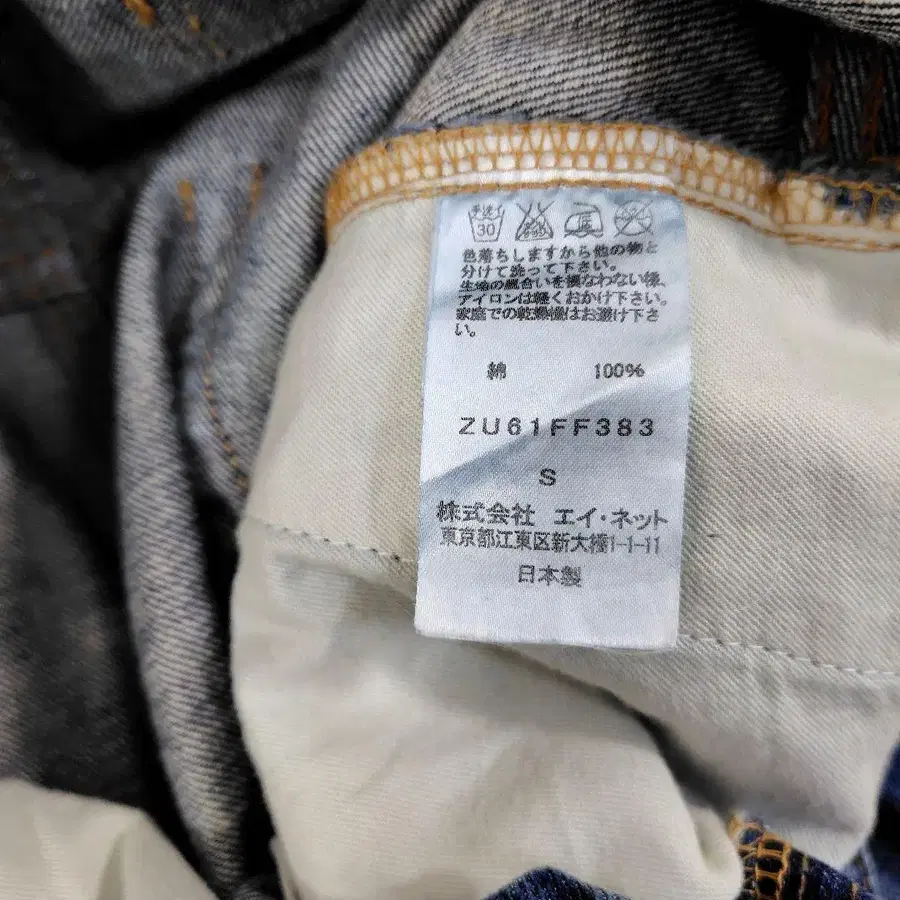 手洗イ
30
色落ちしますから他の物と
分けて洗って下さい。
生地の風合いを損なわない様、
アイロンは軽くおかけ下さい。
家庭での乾燥機はお避け下さ
い。
綿 100%
ZU61FF383
S
株式会社 エイ・ネット
東京都江東区新大橋1-1-11
日本製